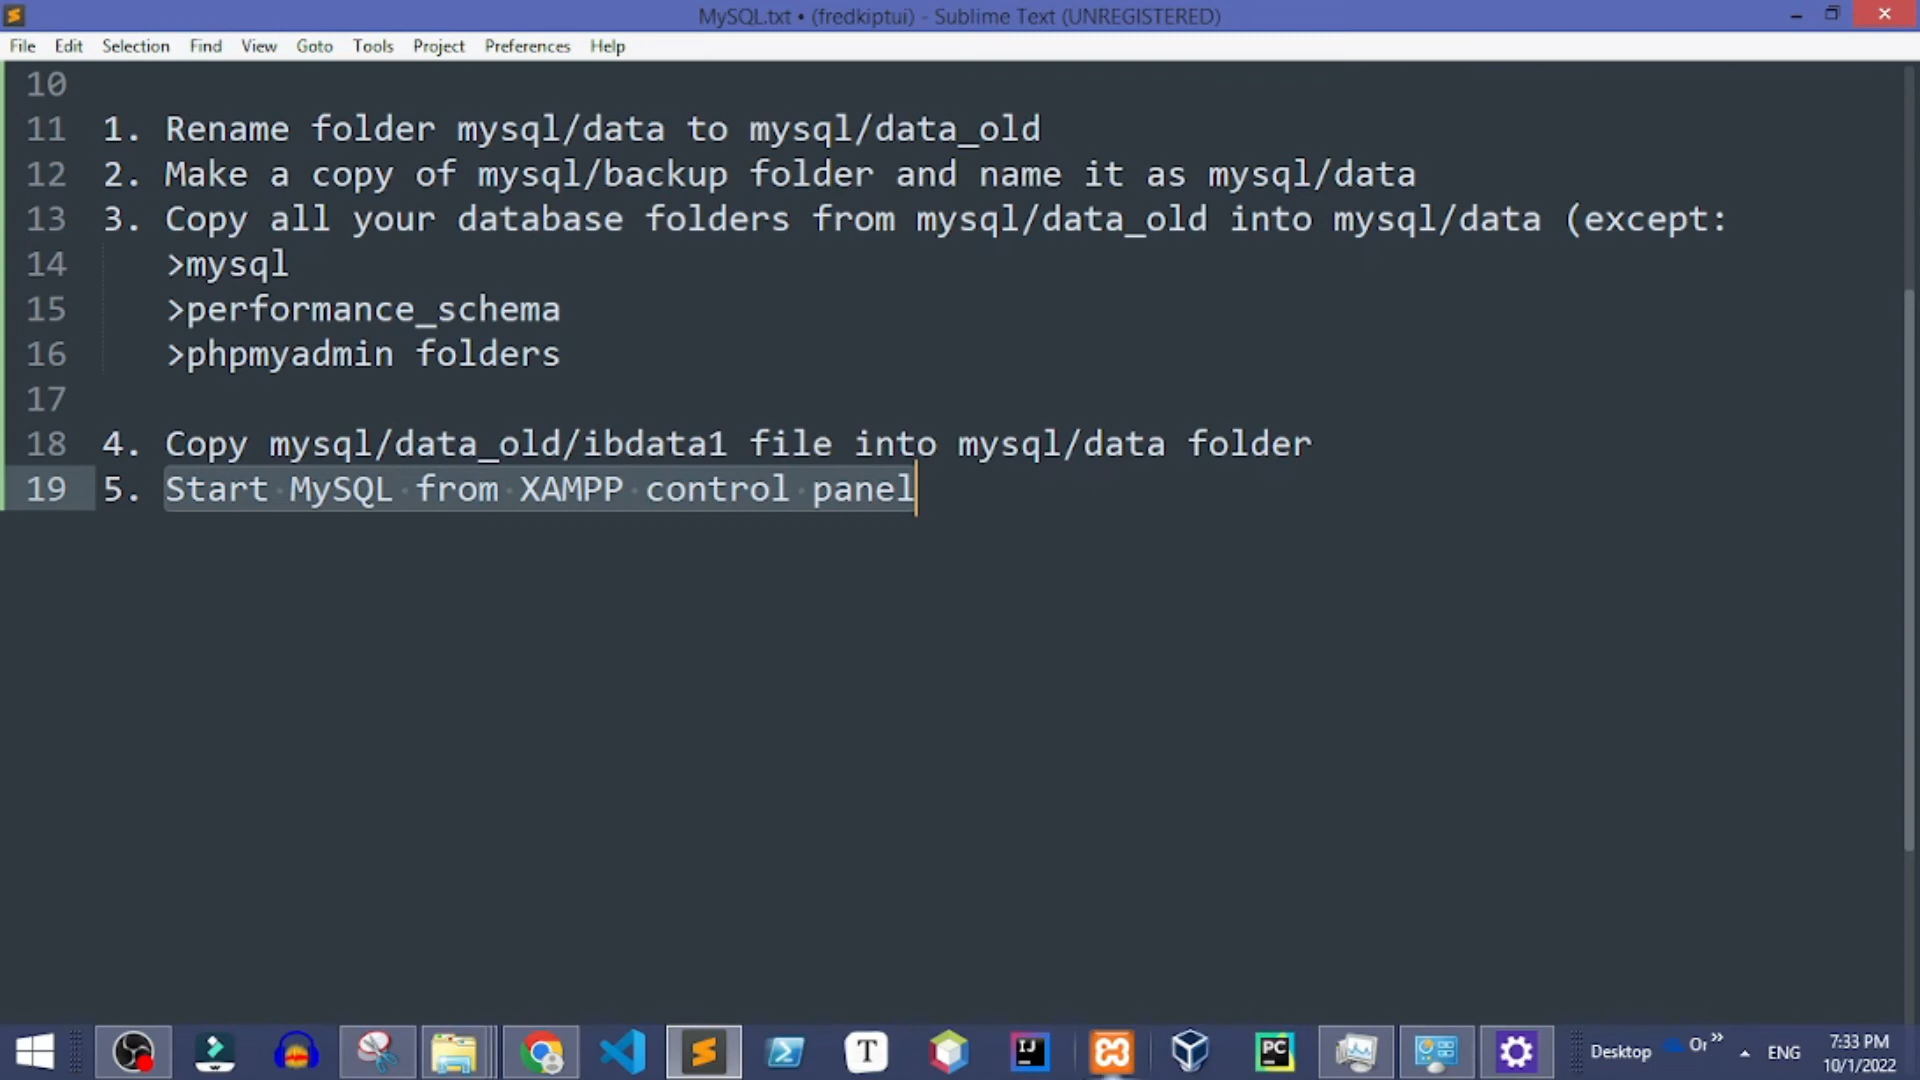 MySQL.txt • (fredkiptui) - Sublime Text (UNREGISTERED)
File Edit Selection Find View Goto Tools Project Preferences Help
10
11 1. Rename folder mysql/data to mysql/data_old
12 2. Make a copy of mysql/backup folder and name it as mysql/data
13 3. Copy all your database folders from mysql/data_old into mysql/data (except:
14 >mysql
15 >performance_schema
16 >phpmyadmin folders
17
18 4. Copy mysql/data_old/ibdata1 file into mysql/data folder
19 5. Start MySQL from XAMPP control panel
T IJ PC Desktop Or » ENG 7:33 PM
10/1/2022